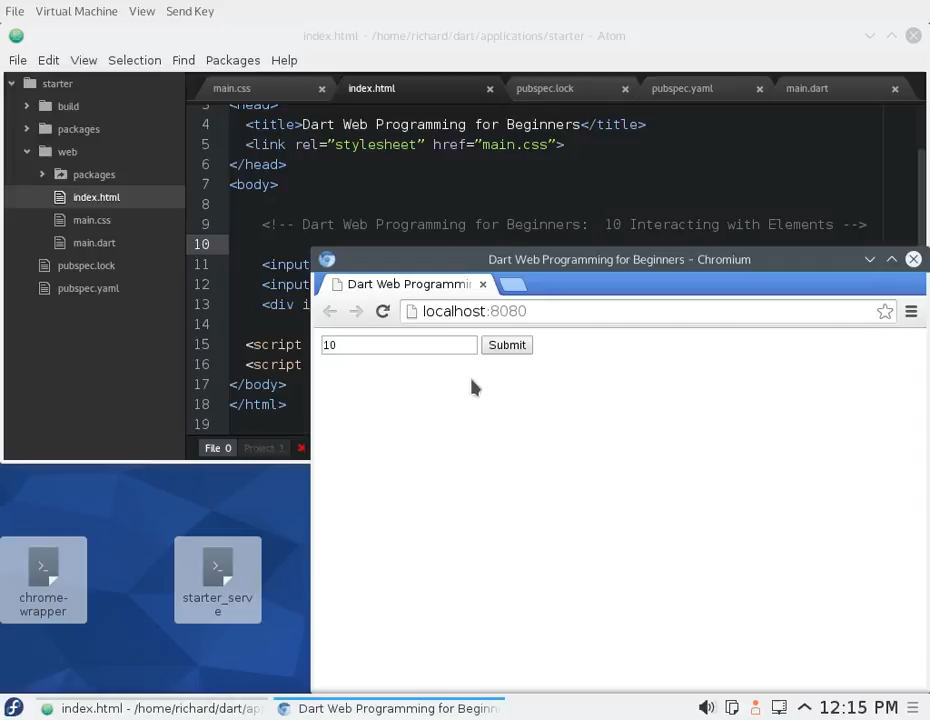 File Virtual Machine View Send Key
index.html - /home/richard/dart/applications/starter - Atom
File Edit View Selection Find Packages Help
starter
build
packages
web
packages
index.html
main.css
main.dart
pubspec.lock
pubspec.yaml
main.css index.html pubspec.lock pubspec.yaml main.dart
3 <head>
4 <title>Dart Web Programming for Beginners</title>
5 <link rel=”stylesheet” href=”main.css”>
6 </head>
7 <body>
8
9 <!-- Dart Web Programming for Beginners: 10 Interacting with Elements -->
10
11 <input
12 <input
13 <div i
14
15 <script
16 <script
17 </body>
18 </html>
19
File 0 Project 1
Dart Web Programming for Beginners - Chromium
Dart Web Programmin
localhost:8080
10 Submit
chrome-
wrapper
starter_serv
e
index.html - /home/richard/dart/ap Dart Web Programming for Beginn 12:15 PM